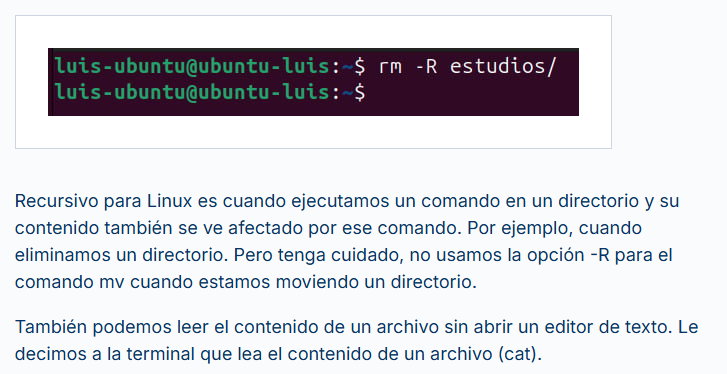 luis-ubuntu@ubuntu-luis:~$ rm -R estudios/
luis-ubuntu@ubuntu-luis:~$
Recursivo para Linux es cuando ejecutamos un comando en un directorio y su
contenido también se ve afectado por ese comando. Por ejemplo, cuando
eliminamos un directorio. Pero tenga cuidado, no usamos la opción -R para el
comando mv cuando estamos moviendo un directorio.
También podemos leer el contenido de un archivo sin abrir un editor de texto. Le
decimos a la terminal que lea el contenido de un archivo (cat).